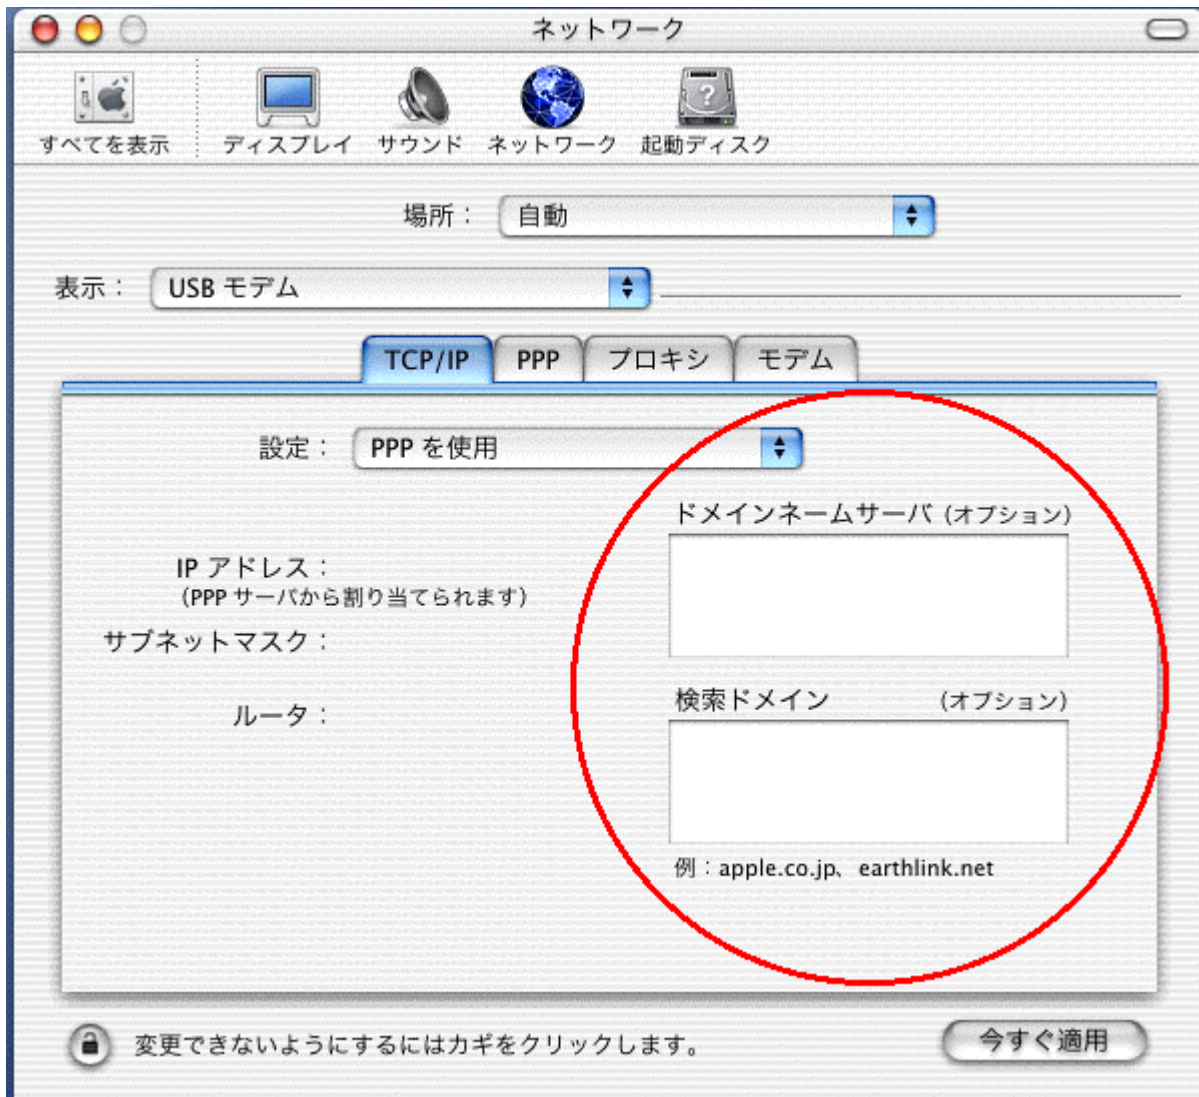 ネットワーク
すべてを表示 ディスプレイ サウンド ネットワーク 起動ディスク
場所： 自動
表示： USB モデム
TCP/IP PPP プロキシ モデム
設定： PPP を使用
ドメインネームサーバ (オプション)
IP アドレス：
(PPP サーバから割り当てられます)
サブネットマスク：
検索ドメイン (オプション)
ルータ：
例：apple.co.jp、earthlink.net
変更できないようにするにはカギをクリックします。 今すぐ適用